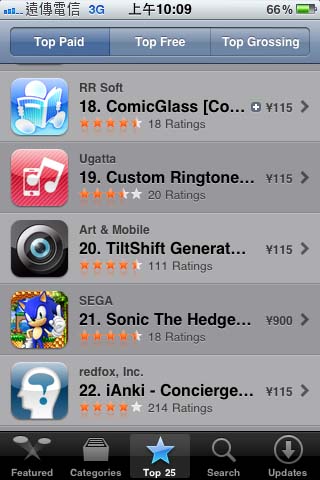 遠傳電信 3G 上午10:09 66%
Top Paid Top Free Top Grossing
RR Soft
18. ComicGlass [Co... ¥115
18 Ratings
Ugatta
19. Custom Ringtone... ¥115
20 Ratings
Art & Mobile
20. TiltShift Generat... ¥115
111 Ratings
SEGA
21. Sonic The Hedge... ¥900
18 Ratings
redfox, Inc.
22. iAnki - Concierge... ¥115
214 Ratings
Featured Categories Top 25 Search Updates